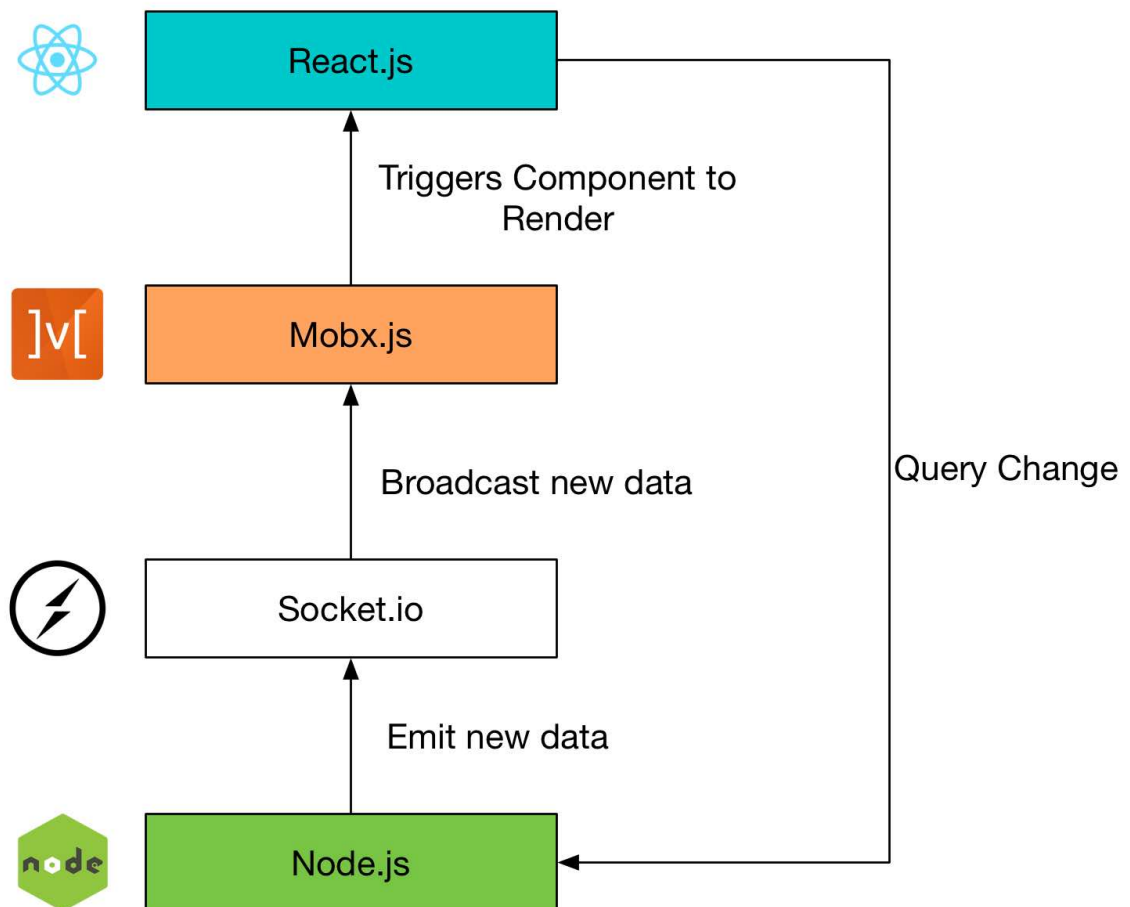 React.js
Triggers Component to
Render
]v[
Mobx.js
Query Change
Broadcast new data
Socket.io
Emit new data
node
Node.js